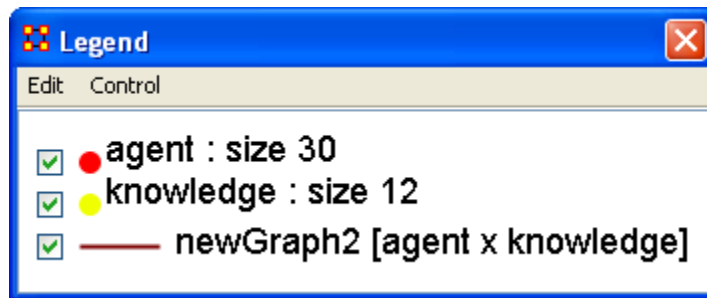 Legend
Edit Control
agent : size 30
knowledge : size 12
newGraph2 [agent x knowledge]